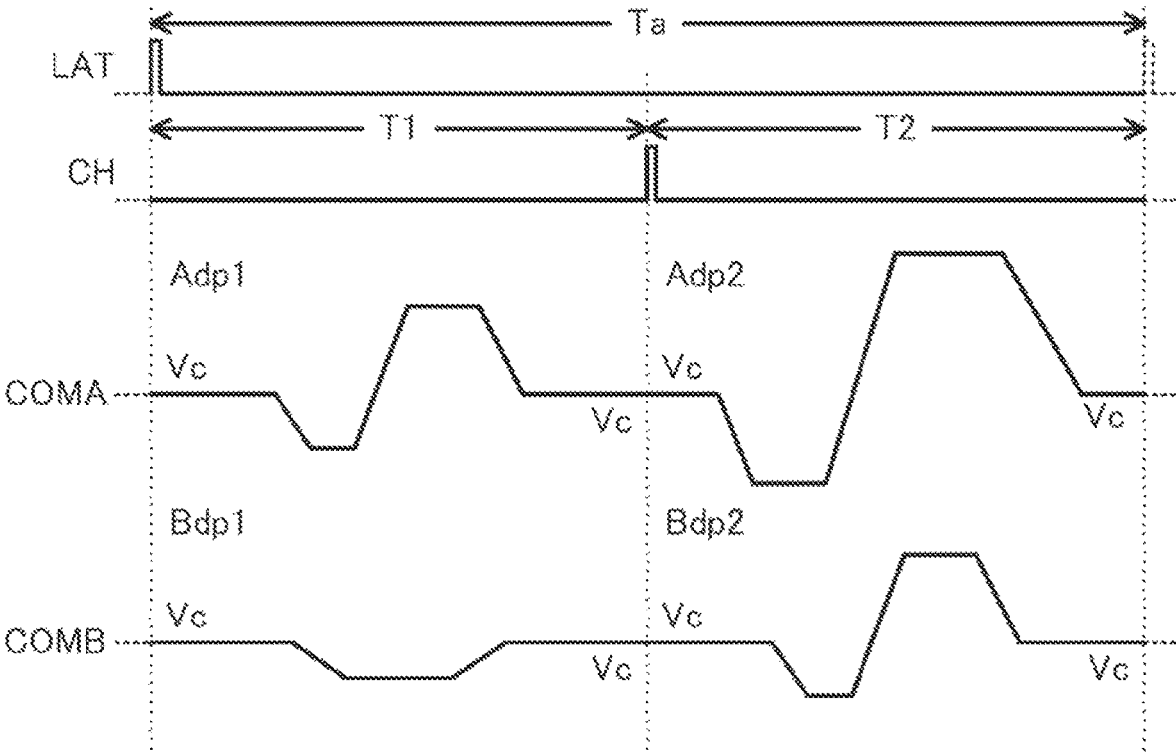 Ta
LAT
T1 T2
CH
Adp1 Adp2
Vc Vc
COMA
Vc Vc
Bdp1 Bdp2
Vc Vc
COMB
Vc Vc